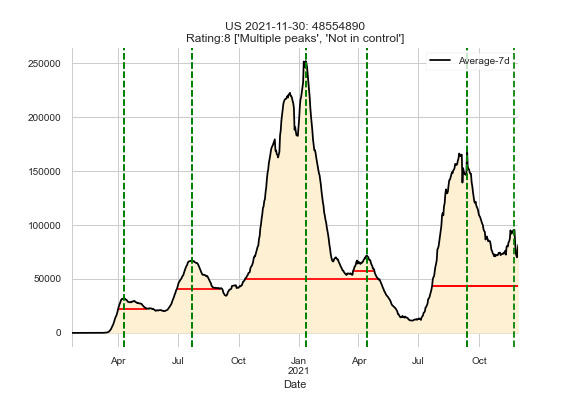 US 2021-11-30: 48554890
Rating:8 ['Multiple peaks', 'Not in control']
Average-7d
250000
200000
150000
100000
50000
0
Apr
Jul
Oct
Jan
2021
Apr
Jul
Oct
Date